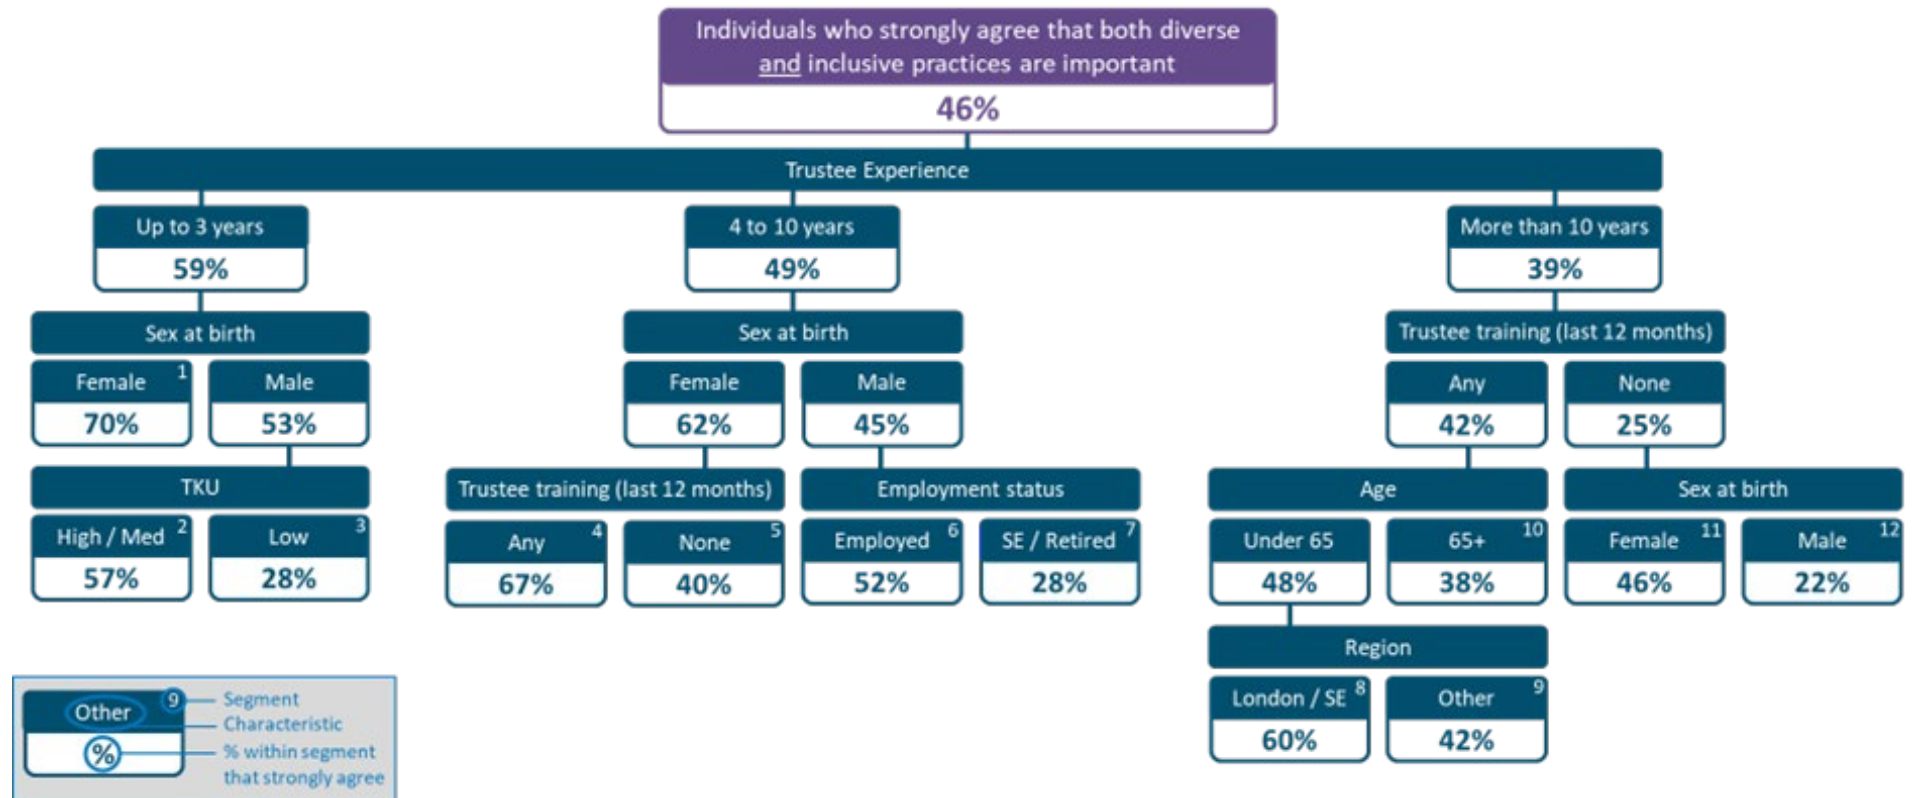 Individuals who strongly agree that both diverse
and inclusive practices are important
46%
Trustee Experience
Up to 3 years
59%
4 to 10 years
49%
More than 10 years
39%
Sex at birth
Female 1
70%
Male
53%
TKU
High / Med 2
57%
Low 3
28%
Sex at birth
Female
62%
Male
45%
Trustee training (last 12 months)
Any 4
67%
None 5
40%
Employment status
Employed 6
52%
SE / Retired 7
28%
Trustee training (last 12 months)
Any
42%
None
25%
Age
Under 65
48%
65+ 10
38%
Sex at birth
Female 11
46%
Male 12
22%
Region
London / SE 8
60%
Other 9
42%
Other 9
%
Segment
Characteristic
% within segment
that strongly agree